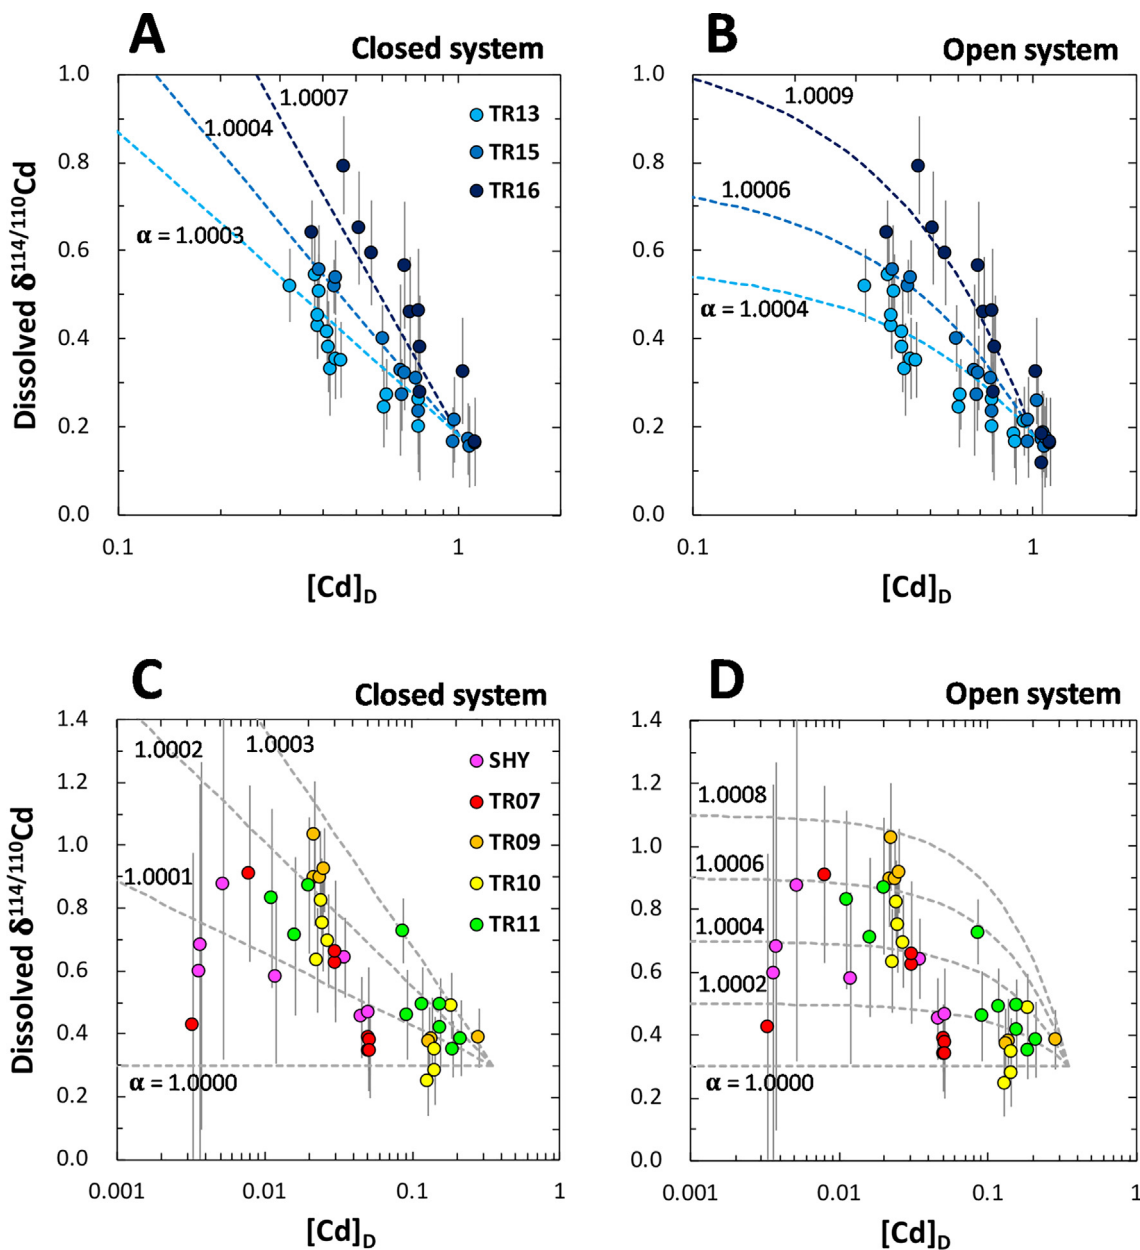 A
Closed system
1.0
0.8
0.6
0.4
0.2
0.0
Dissolved δ114/110Cd
1.0007
1.0004
α = 1.0003
TR13
TR15
TR16
0.1
1
[Cd]D
B
Open system
1.0
0.8
0.6
0.4
0.2
0.0
1.0009
1.0006
α = 1.0004
0.1
1
[Cd]D
C
Closed system
1.4
1.2
1.0
0.8
0.6
0.4
0.2
0.0
Dissolved δ114/110Cd
1.0002
1.0003
1.0001
α = 1.0000
SHY
TR07
TR09
TR10
TR11
0.001
0.01
0.1
1
[Cd]D
D
Open system
1.4
1.2
1.0
0.8
0.6
0.4
0.2
0.0
1.0008
1.0006
1.0004
1.0002
α = 1.0000
0.001
0.01
0.1
1
[Cd]D